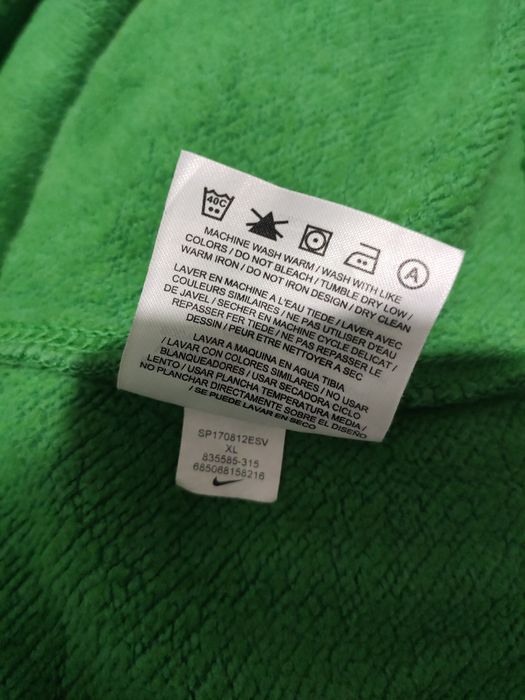 40C
A
MACHINE WASH WARM / WASH WITH LIKE
COLORS / DO NOT BLEACH / TUMBLE DRY LOW /
WARM IRON / DO NOT IRON DESIGN / DRY CLEAN
LAVER EN MACHINE A L'EAU TIEDE / LAVER AVEC
COULEURS SIMILAIRES / NE PAS UTILISER D'EAU
DE JAVEL / SECHER EN MACHINE CYCLE DELICAT /
REPASSER FER TIEDE / NE PAS REPASSER LE
DESSIN / PEUR ÊTRE NETTOYER A SEC
LAVAR A MAQUINA EN AGUA TIBIA
/ LAVAR CON COLORES SIMILARES / NO USAR
BLANQUEADORES / USAR SECADORA CICLO
LENTO / USAR PLANCHA TEMPERATURA MEDIA /
NO PLANCHAR DIRECTAMENTE SOBRE EL DISEÑO
/ SE PUEDE LAVAR EN SECO
SP170812ESV
XL
835585-315
685068158216